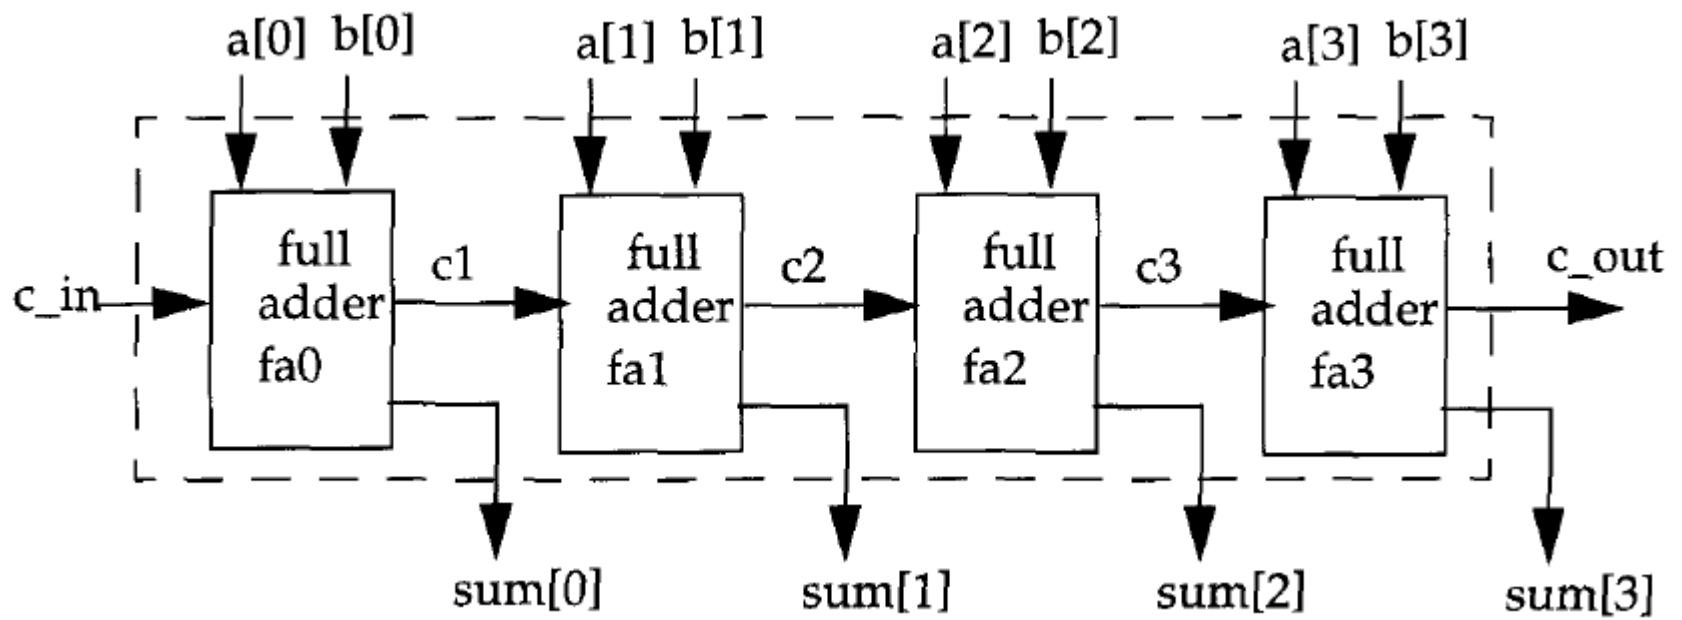 a[0] b[0] a[1] b[1] a[2] b[2] a[3] b[3]
full adder fa0
full adder fa1
full adder fa2
full adder fa3
c_in c1 c2 c3 c_out
sum[0] sum[1] sum[2] sum[3]